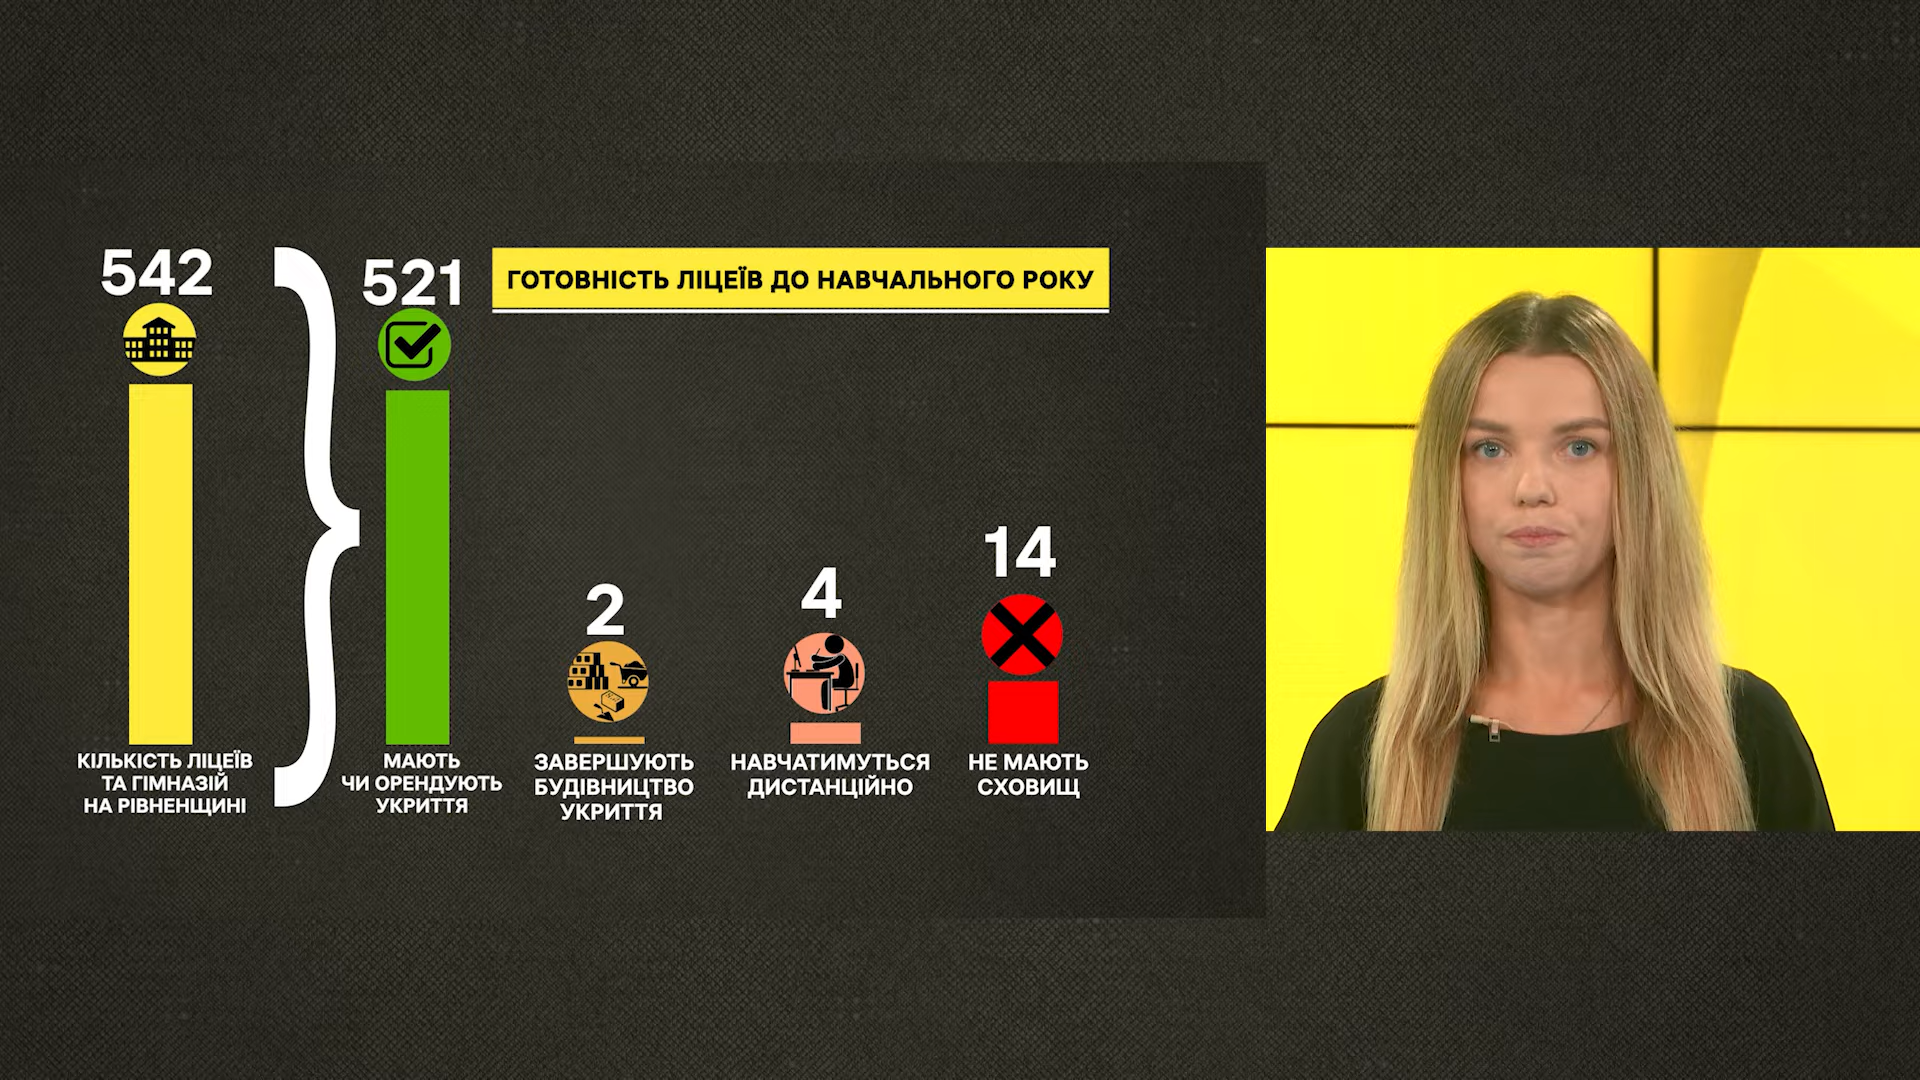 ГОТОВНІСТЬ ЛІЦЕЇВ ДО НАВЧАЛЬНОГО РОКУ
542
КІЛЬКІСТЬ ЛІЦЕЇВ
ТА ГІМНАЗІЙ
НА РІВНЕНЩИНІ
521
МАЮТЬ
ЧИ ОРЕНДУЮТЬ
УКРИТТЯ
2
ЗАВЕРШУЮТЬ
БУДІВНИЦТВО
УКРИТТЯ
4
НАВЧАТИМУТЬСЯ
ДИСТАНЦІЙНО
14
НЕ МАЮТЬ
СХОВИЩ